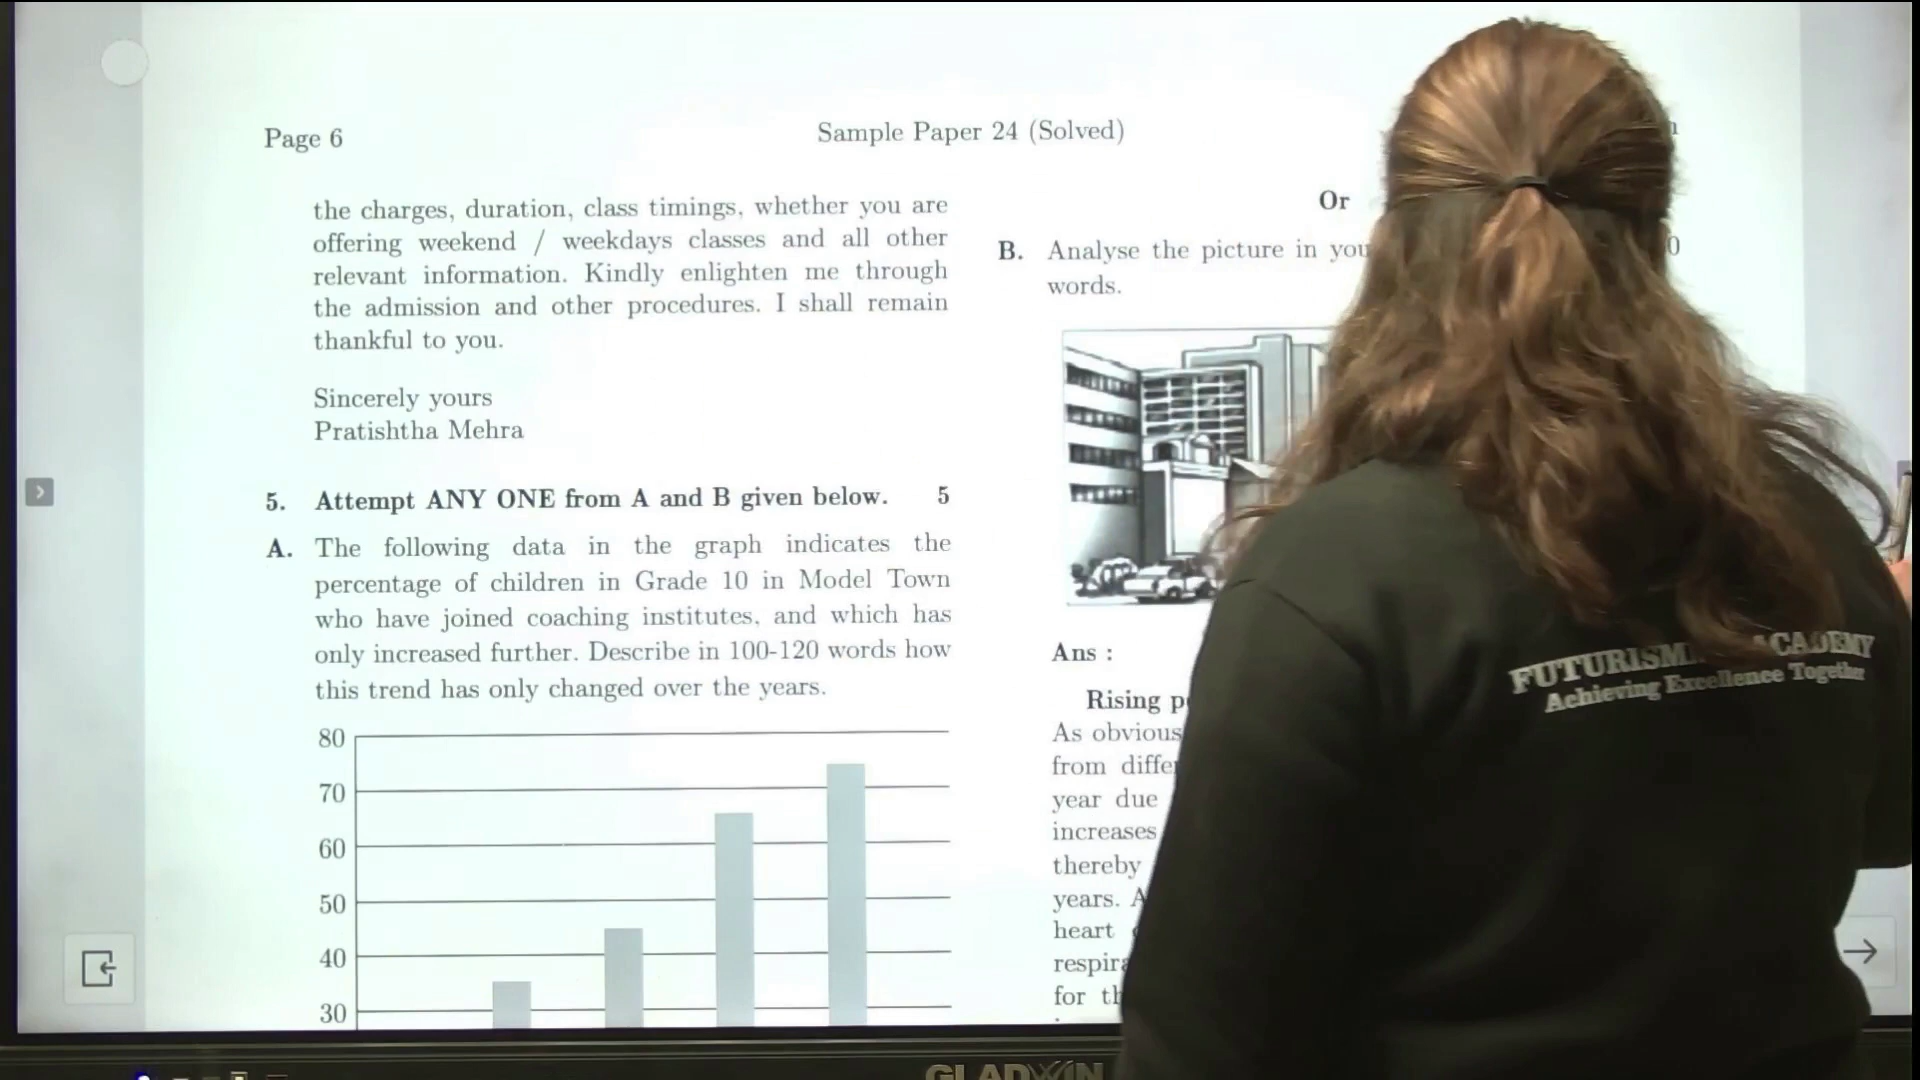 Page 6
Sample Paper 24 (Solved)
the charges, duration, class timings, whether you are
offering weekend / weekdays classes and all other
relevant information. Kindly enlighten me through
the admission and other procedures. I shall remain
thankful to you.
Sincerely yours
Pratishtha Mehra
5. Attempt ANY ONE from A and B given below. 5
A. The following data in the graph indicates the
percentage of children in Grade 10 in Model Town
who have joined coaching institutes, and which has
only increased further. Describe in 100-120 words how
this trend has only changed over the years.
80
70
60
50
40
30
Or
B. Analyse the picture in
words.
Ans :
Rising
As obvious
from
year due
increases
thereby
years.
heart
for
ACADEMY
Achieving Excellence Together
GLADWIN